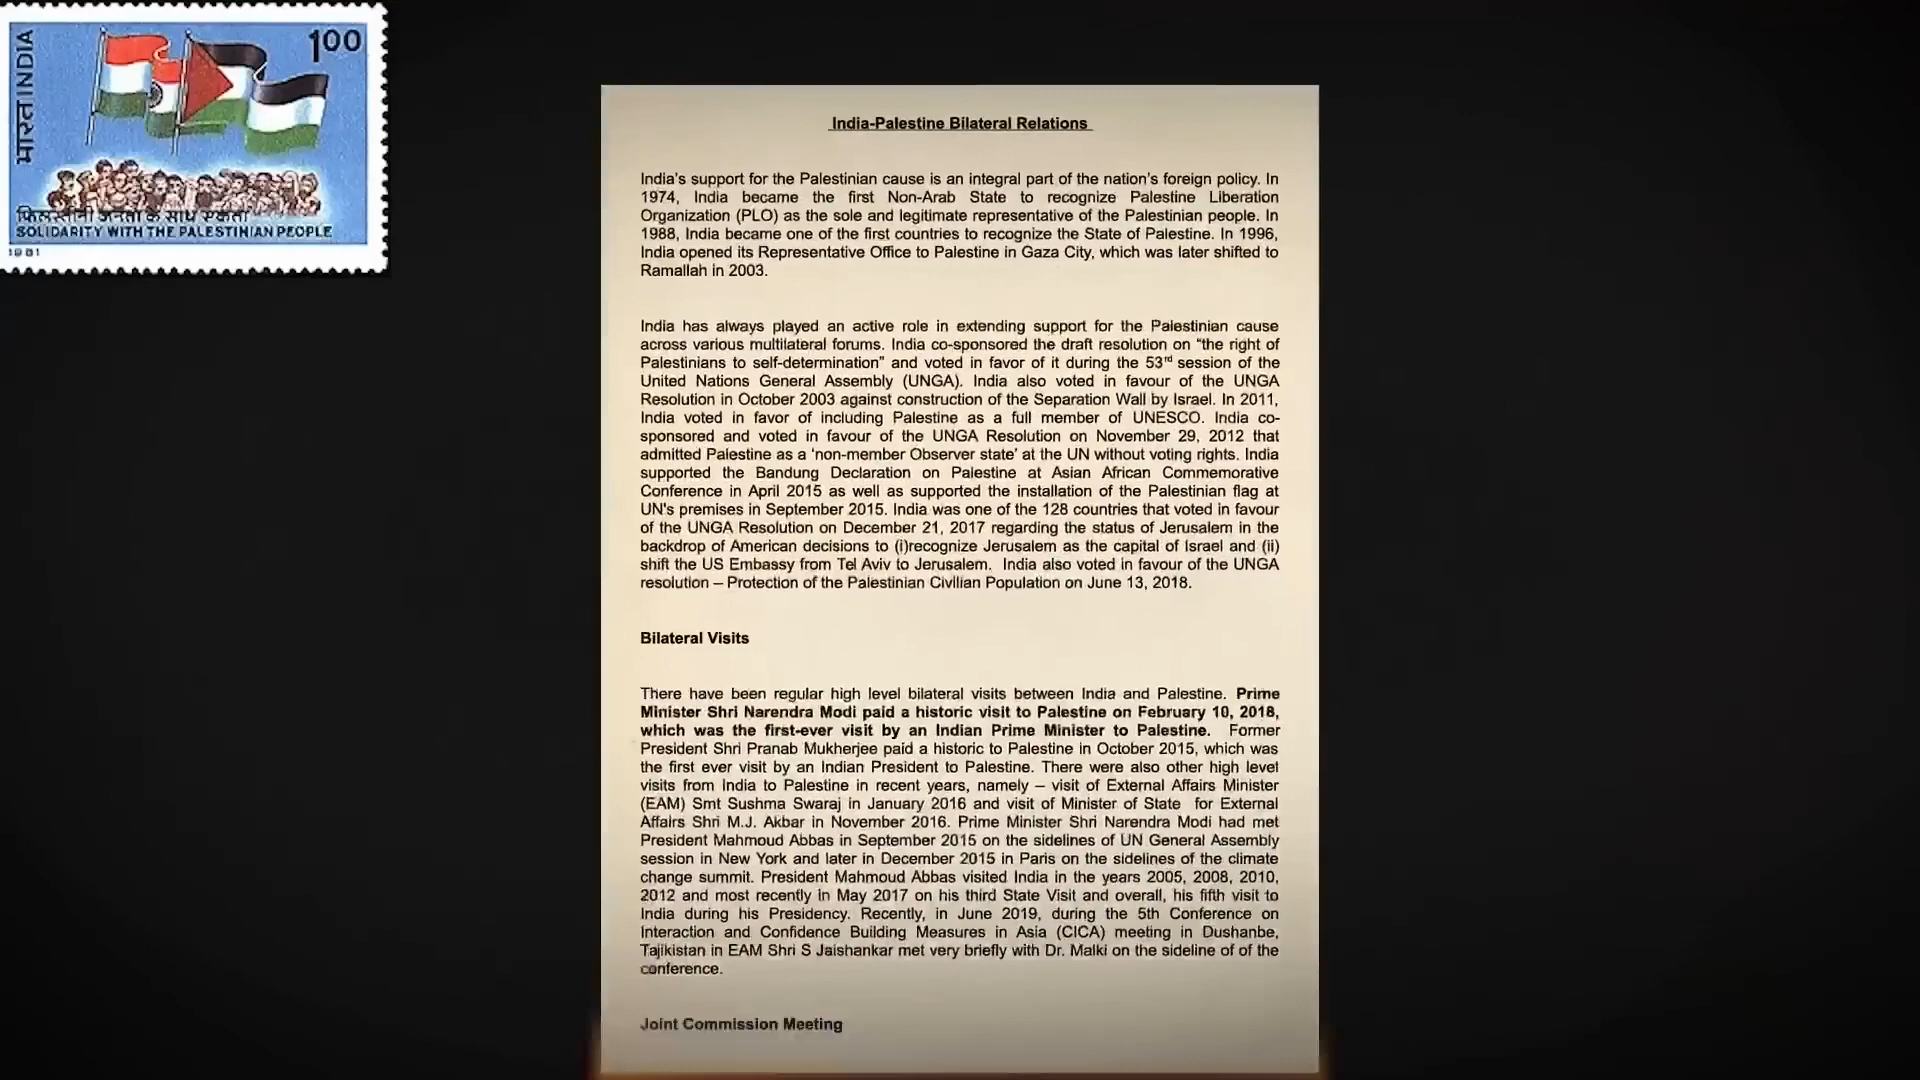 भारत INDIA
1.00
फिलिस्तीनी जनता के साथ एकता
SOLIDARITY WITH THE PALESTINIAN PEOPLE
1981
India-Palestine Bilateral Relations
India's support for the Palestinian cause is an integral part of the nation's foreign policy. In
1974, India became the first Non-Arab State to recognize Palestine Liberation
Organization (PLO) as the sole and legitimate representative of the Palestinian people. In
1988, India became one of the first countries to recognize the State of Palestine. In 1996,
India opened its Representative Office to Palestine in Gaza City, which was later shifted to
Ramallah in 2003.
India has always played an active role in extending support for the Palestinian cause
across various multilateral forums. India co-sponsored the draft resolution on “the right of
Palestinians to self-determination” and voted in favor of it during the 53rd session of the
United Nations General Assembly (UNGA). India also voted in favour of the UNGA
Resolution in October 2003 against construction of the Separation Wall by Israel. In 2011,
India voted in favor of including Palestine as a full member of UNESCO. India co-
sponsored and voted in favour of the UNGA Resolution on November 29, 2012 that
admitted Palestine as a ‘non-member Observer state’ at the UN without voting rights. India
supported the Bandung Declaration on Palestine at Asian African Commemorative
Conference in April 2015 as well as supported the installation of the Palestinian flag at
UN's premises in September 2015. India was one of the 128 countries that voted in favour
of the UNGA Resolution on December 21, 2017 regarding the status of Jerusalem in the
backdrop of American decisions to (i)recognize Jerusalem as the capital of Israel and (ii)
shift the US Embassy from Tel Aviv to Jerusalem. India also voted in favour of the UNGA
resolution – Protection of the Palestinian Civilian Population on June 13, 2018.
Bilateral Visits
There have been regular high level bilateral visits between India and Palestine. Prime
Minister Shri Narendra Modi paid a historic visit to Palestine on February 10, 2018,
which was the first-ever visit by an Indian Prime Minister to Palestine. Former
President Shri Pranab Mukherjee paid a historic to Palestine in October 2015, which was
the first ever visit by an Indian President to Palestine. There were also other high level
visits from India to Palestine in recent years, namely – visit of External Affairs Minister
(EAM) Smt Sushma Swaraj in January 2016 and visit of Minister of State for External
Affairs Shri M.J. Akbar in November 2016. Prime Minister Shri Narendra Modi had met
President Mahmoud Abbas in September 2015 on the sidelines of UN General Assembly
session in New York and later in December 2015 in Paris on the sidelines of the climate
change summit. President Mahmoud Abbas visited India in the years 2005, 2008, 2010,
2012 and most recently in May 2017 on his third State Visit and overall, his fifth visit to
India during his Presidency. Recently, in June 2019, during the 5th Conference on
Interaction and Confidence Building Measures in Asia (CICA) meeting in Dushanbe,
Tajikistan in EAM Shri S Jaishankar met very briefly with Dr. Malki on the sideline of of the
conference.
Joint Commission Meeting